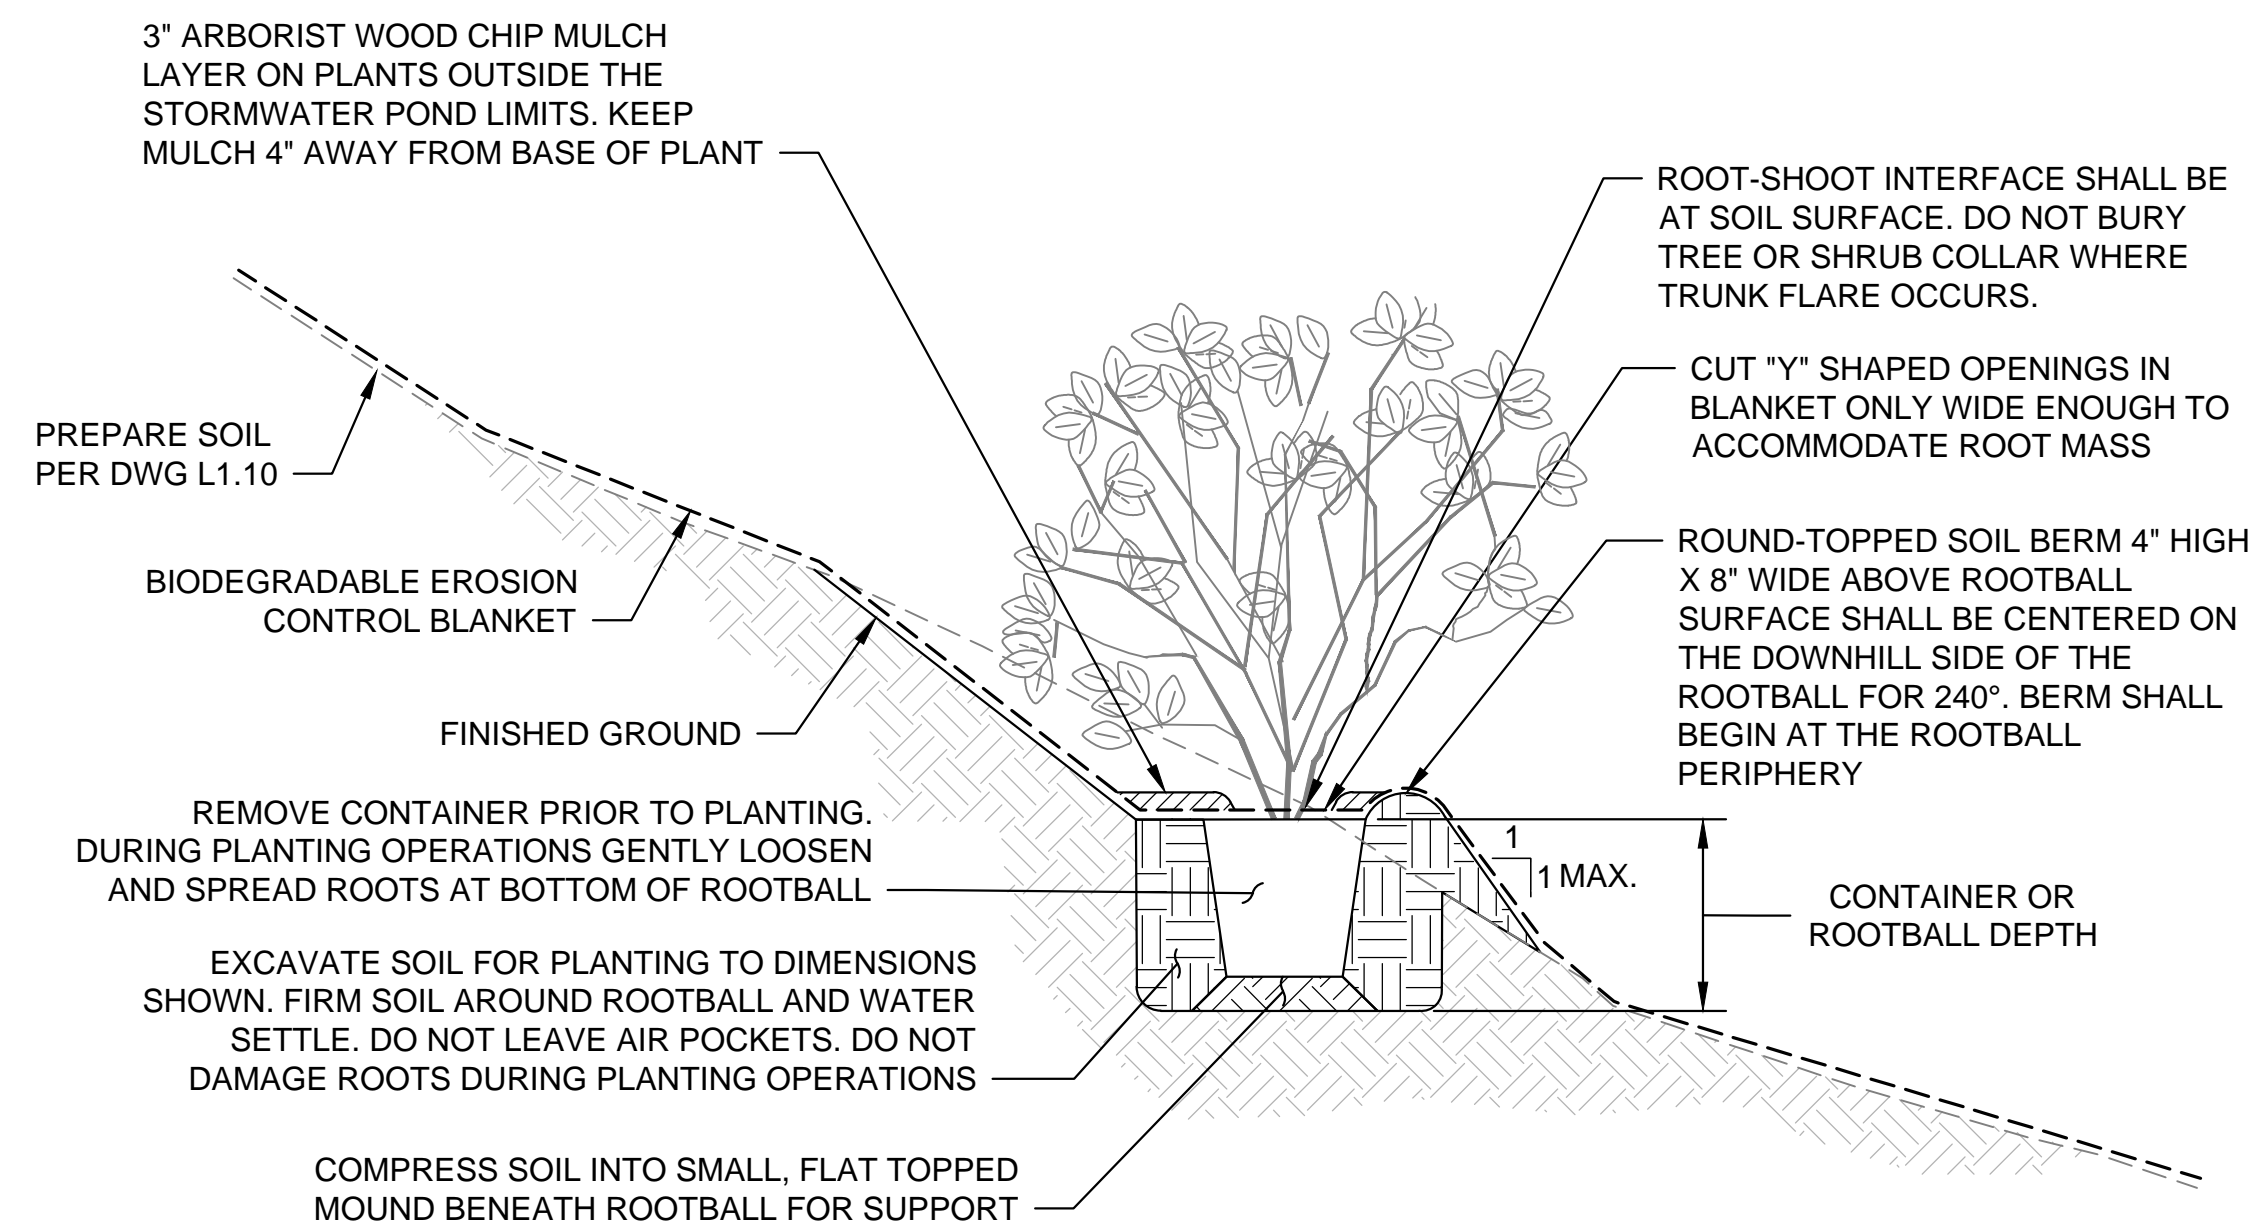 3" ARBORIST WOOD CHIP MULCH
LAYER ON PLANTS OUTSIDE THE
STORMWATER POND LIMITS. KEEP
MULCH 4" AWAY FROM BASE OF PLANT
ROOT-SHOOT INTERFACE SHALL BE
AT SOIL SURFACE. DO NOT BURY
TREE OR SHRUB COLLAR WHERE
TRUNK FLARE OCCURS.
CUT "Y" SHAPED OPENINGS IN
BLANKET ONLY WIDE ENOUGH TO
ACCOMMODATE ROOT MASS
PREPARE SOIL
PER DWG L1.10
ROUND-TOPPED SOIL BERM 4" HIGH
X 8" WIDE ABOVE ROOTBALL
SURFACE SHALL BE CENTERED ON
THE DOWNHILL SIDE OF THE
ROOTBALL FOR 240°. BERM SHALL
BEGIN AT THE ROOTBALL
PERIPHERY
BIODEGRADABLE EROSION
CONTROL BLANKET
FINISHED GROUND
REMOVE CONTAINER PRIOR TO PLANTING.
DURING PLANTING OPERATIONS GENTLY LOOSEN
AND SPREAD ROOTS AT BOTTOM OF ROOTBALL
1
1 MAX.
CONTAINER OR
ROOTBALL DEPTH
EXCAVATE SOIL FOR PLANTING TO DIMENSIONS
SHOWN. FIRM SOIL AROUND ROOTBALL AND WATER
SETTLE. DO NOT LEAVE AIR POCKETS. DO NOT
DAMAGE ROOTS DURING PLANTING OPERATIONS
COMPRESS SOIL INTO SMALL, FLAT TOPPED
MOUND BENEATH ROOTBALL FOR SUPPORT